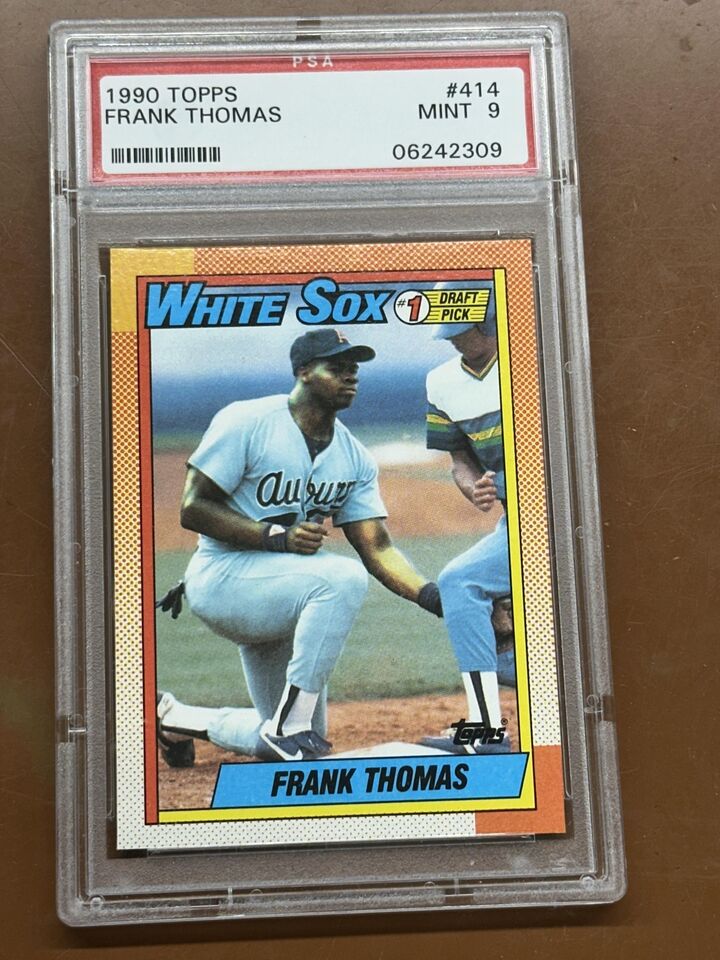 PSA
1990 TOPPS #414
FRANK THOMAS MINT 9
06242309
WHITE SOX #1 DRAFT PICK
Auburn
topps®
FRANK THOMAS